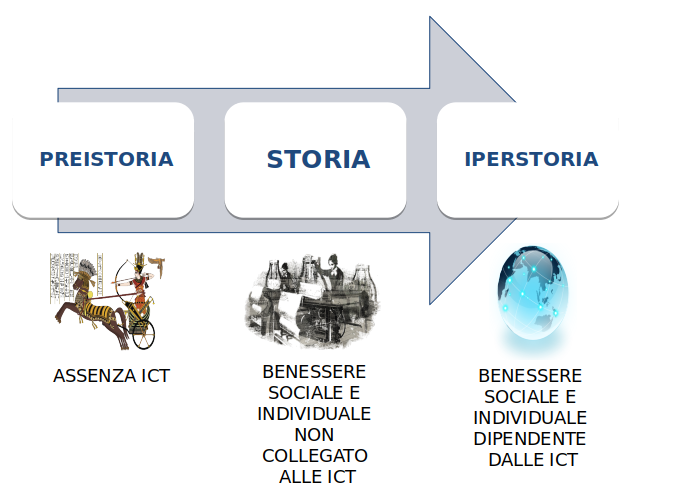 PREISTORIA
STORIA
IPERSTORIA
ASSENZA ICT
BENESSERE
SOCIALE E
INDIVIDUALE
NON
COLLEGATO
ALLE ICT
BENESSERE
SOCIALE E
INDIVIDUALE
DIPENDENTE
DALLE ICT